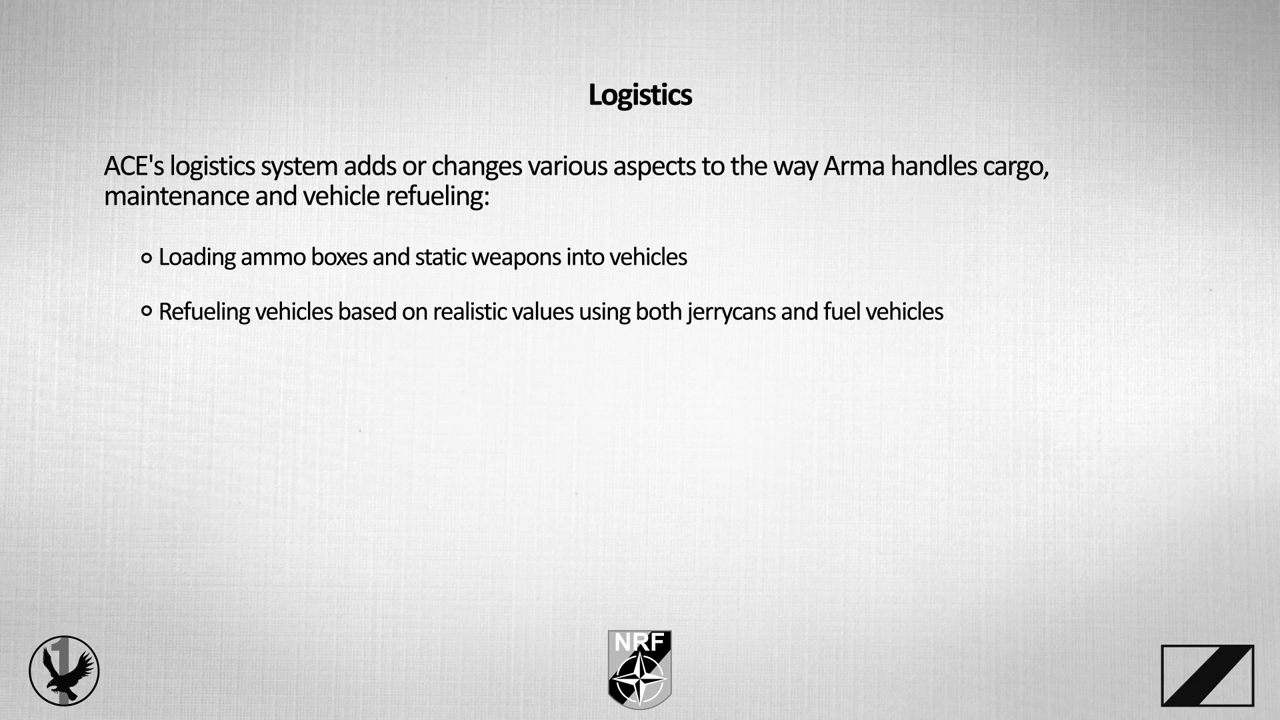 Logistics
ACE's logistics system adds or changes various aspects to the way Arma handles cargo,
maintenance and vehicle refueling:
Loading ammo boxes and static weapons into vehicles
Refueling vehicles based on realistic values using both jerrycans and fuel vehicles
1
NRF